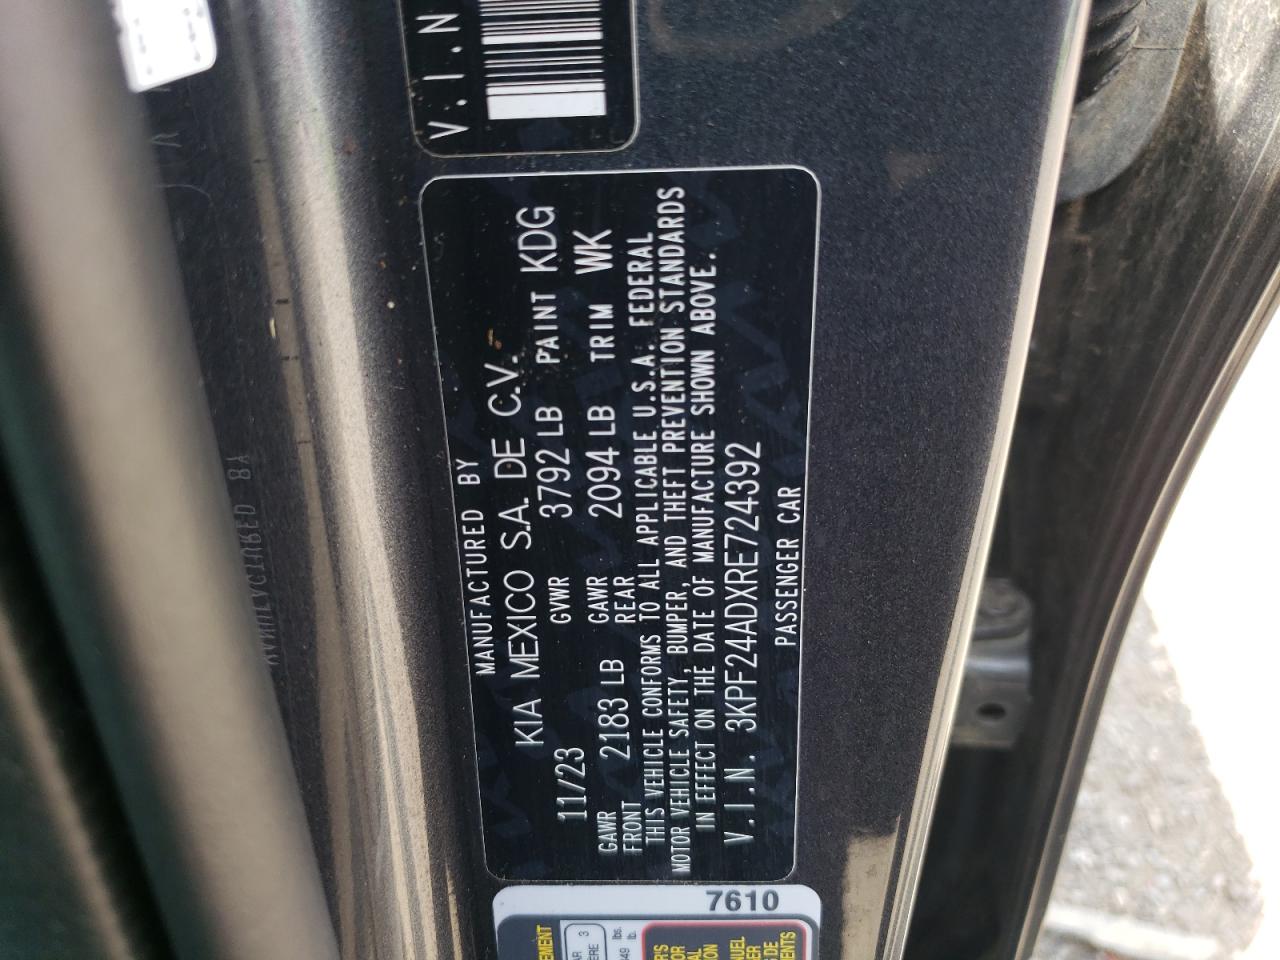 V.I.N
MANUFACTURED BY
KIA MEXICO S.A. DE C.V.
11/23 GVWR 3792 LB PAINT KDG
GAWR FRONT 2183 LB GAWR REAR 2094 LB TRIM WK
THIS VEHICLE CONFORMS TO ALL APPLICABLE U.S.A. FEDERAL
MOTOR VEHICLE SAFETY, BUMPER, AND THEFT PREVENTION STANDARDS
IN EFFECT ON THE DATE OF MANUFACTURE SHOWN ABOVE.
V.I.N. 3KPF24ADXRE724392
PASSENGER CAR
7610